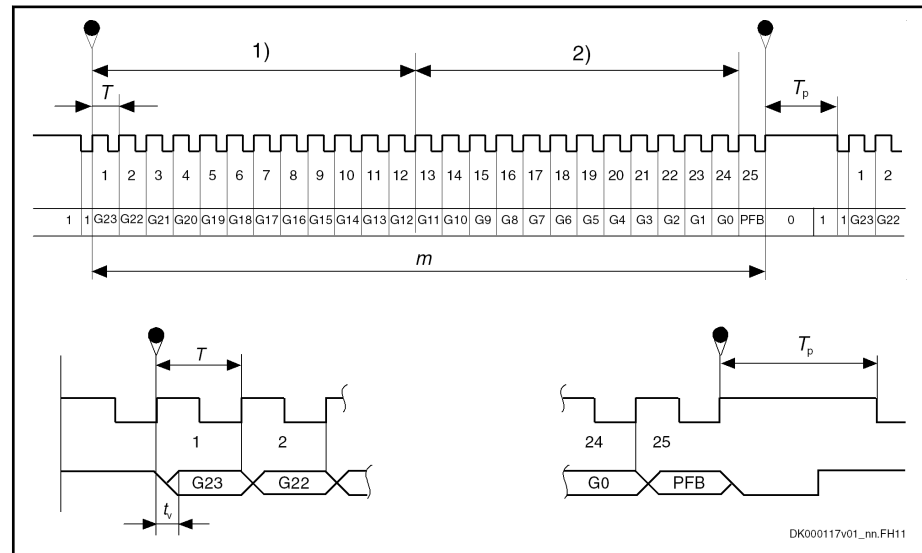 1) 2)
T Tp
1 2 3 4 5 6 7 8 9 10 11 12 13 14 15 16 17 18 19 20 21 22 23 24 25 1 2
1 1 G23 G22 G21 G20 G19 G18 G17 G16 G15 G14 G13 G12 G11 G10 G9 G8 G7 G6 G5 G4 G3 G2 G1 G0 PFB 0 1 1 G23 G22
m
T Tp
1 2 24 25
G23 G22 G0 PFB
tv
DK000117v01_nn.FH11